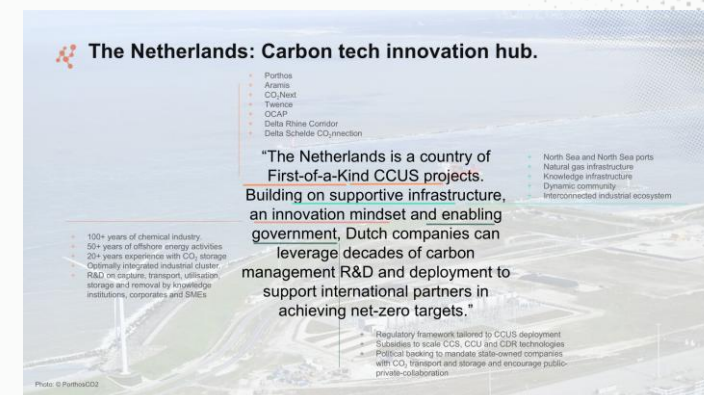 The Netherlands: Carbon tech innovation hub.
Porthos
Aramis
CO₂Next
Twence
OCAP
Delta Rhine Corridor
Delta Schelde CO₂nnection
“The Netherlands is a country of
First-of-a-Kind CCUS projects.
Building on supportive infrastructure,
an innovation mindset and enabling
government, Dutch companies can
leverage decades of carbon
management R&D and deployment to
support international partners in
achieving net-zero targets.”
North Sea and North Sea ports
Natural gas infrastructure
Knowledge infrastructure
Dynamic community
Interconnected industrial ecosystem
100+ years of chemical industry.
50+ years of offshore energy activities
20+ years experience with CO₂ storage
Optimally integrated industrial cluster
R&D on capture, transport, utilisation,
storage and removal by knowledge
institutions, corporates and SMEs
Regulatory framework tailored to CCUS deployment
Subsidies to scale CCS, CCU and CDR technologies
Political backing to mandate state-owned companies
with CO₂ transport and storage and encourage public-
private-collaboration
Photo: © PorthosCO2